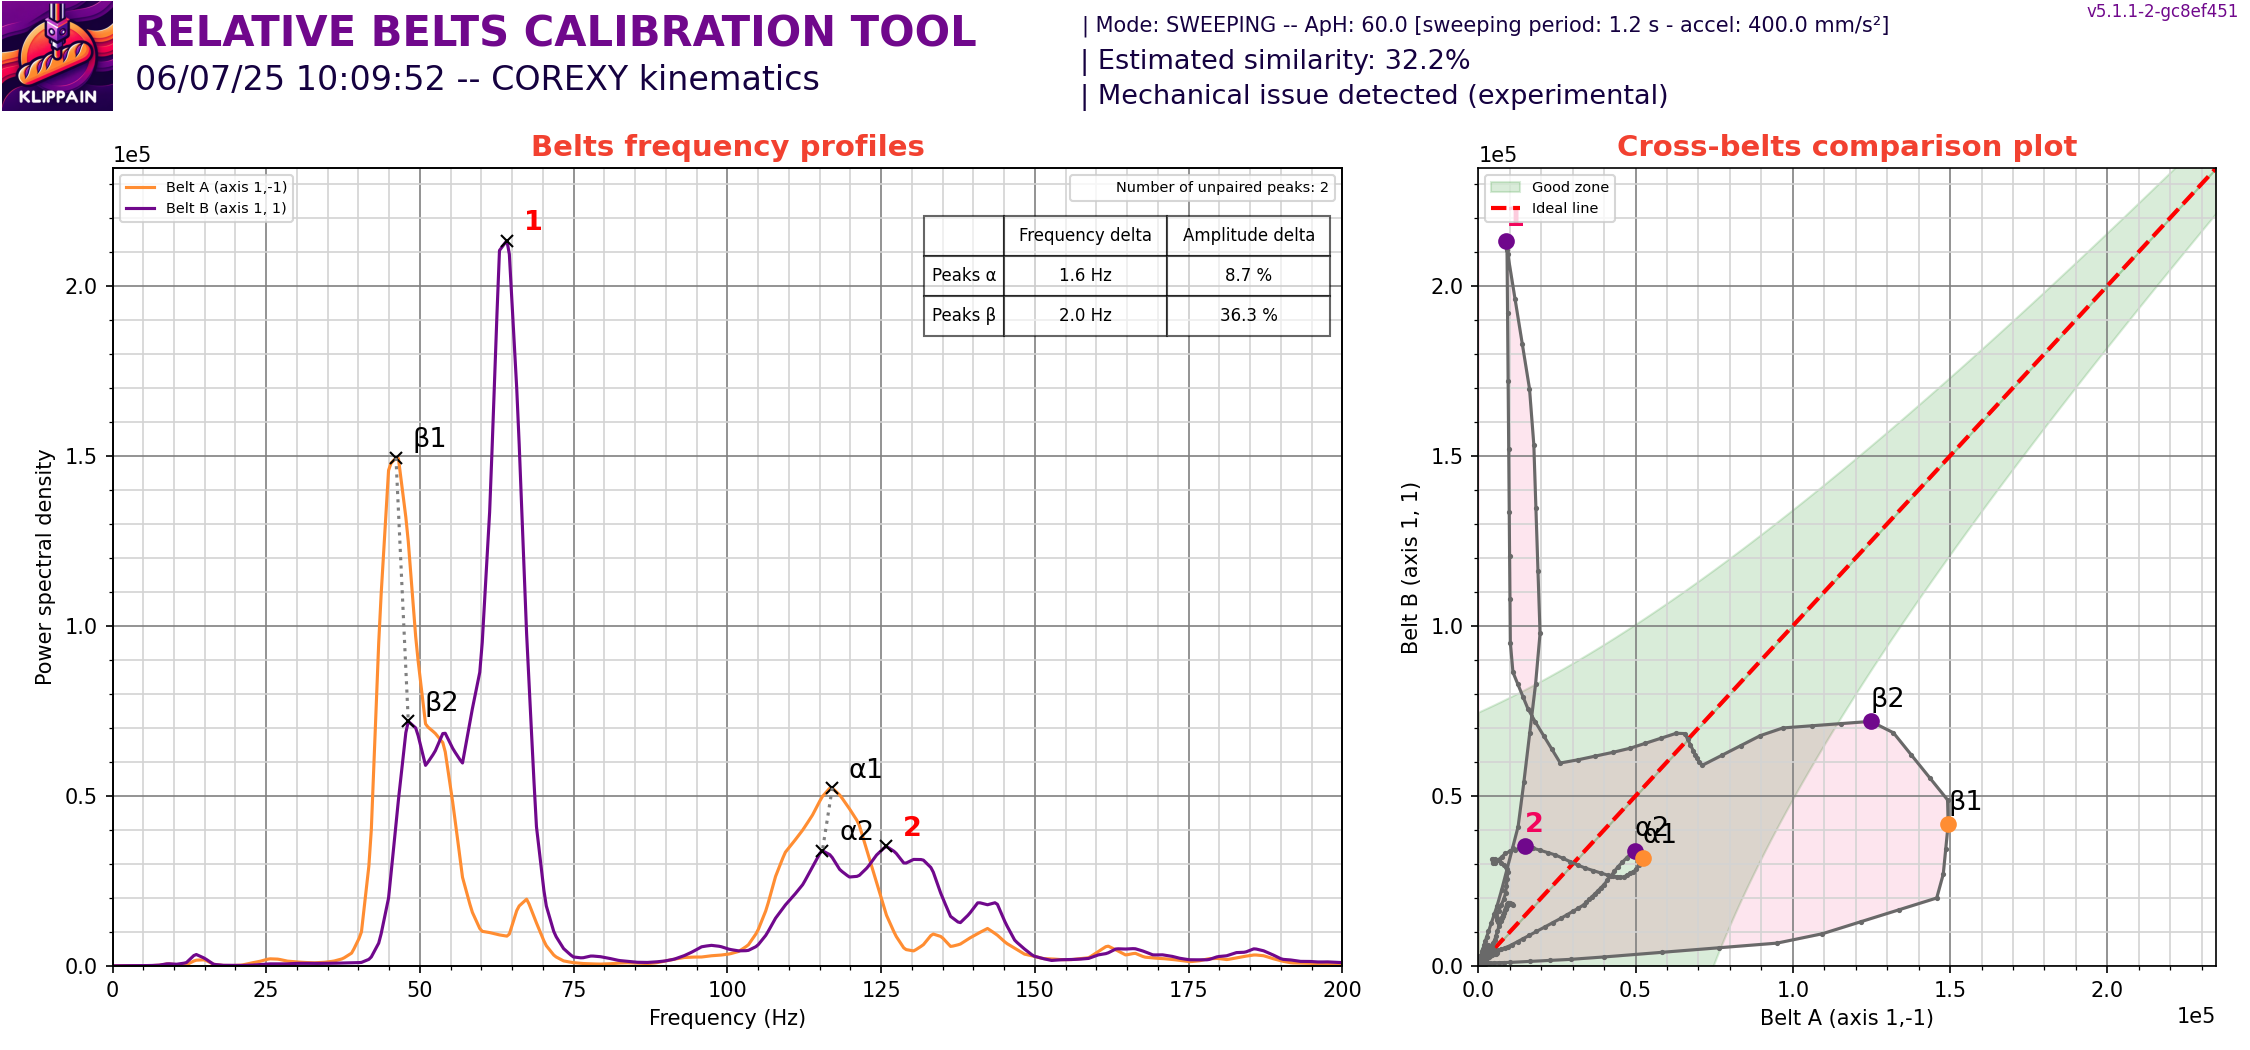 KLIPPAIN
RELATIVE BELTS CALIBRATION TOOL
06/07/25 10:09:52 -- COREXY kinematics
| Mode: SWEEPING -- ApH: 60.0 [sweeping period: 1.2 s - accel: 400.0 mm/s²]
| Estimated similarity: 32.2%
| Mechanical issue detected (experimental)
v5.1.1-2-gc8ef451
Belts frequency profiles
1e5
Belt A (axis 1,-1)
Belt B (axis 1, 1)
Number of unpaired peaks: 2
Frequency delta Amplitude delta
Peaks α 1.6 Hz 8.7 %
Peaks β 2.0 Hz 36.3 %
1
β1
β2
α1
α2
2
Power spectral density
2.0
1.5
1.0
0.5
0.0
0 25 50 75 100 125 150 175 200
Frequency (Hz)
Cross-belts comparison plot
1e5
Good zone
Ideal line
1
β2
β1
2
α2
α1
Belt B (axis 1, 1)
2.0
1.5
1.0
0.5
0.0
0.0 0.5 1.0 1.5 2.0
Belt A (axis 1,-1)
1e5